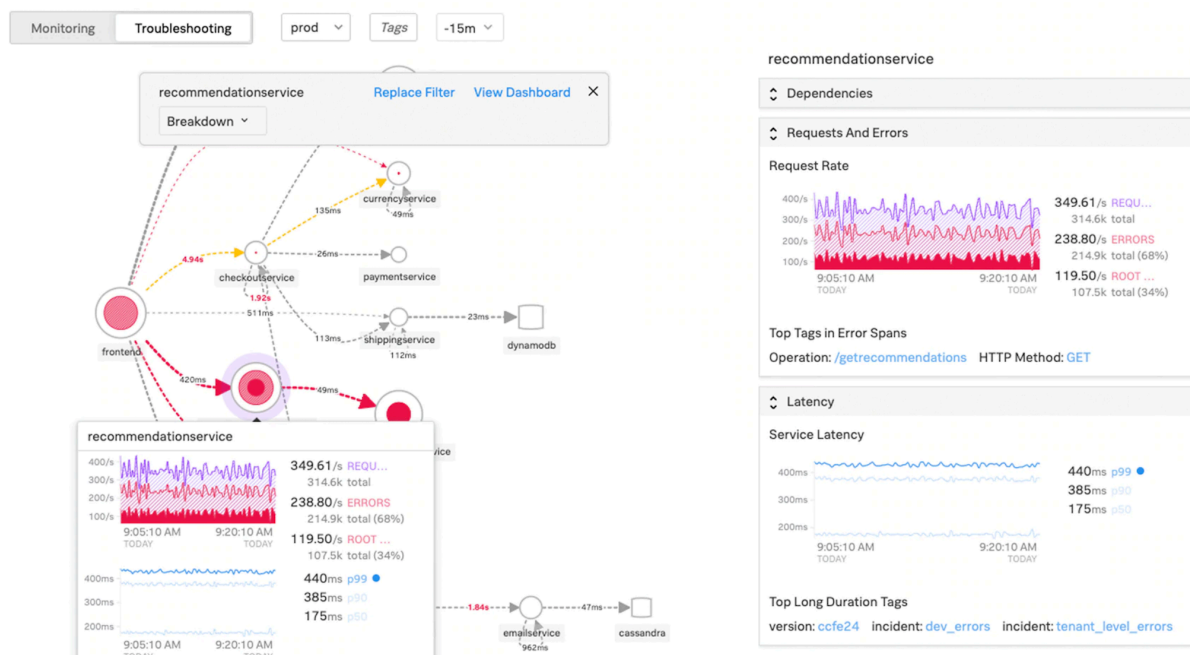 Monitoring
Troubleshooting
prod
Tags
-15m
recommendationservice
Replace Filter
View Dashboard
Breakdown
currencyservice
49ms
135ms
4.94s
26ms
checkoutservice
paymentservice
1.92s
511ms
113ms
shippingservice
112ms
23ms
dynamodb
frontend
420ms
49ms
recommendationservice
400/s
300/s
200/s
100/s
349.61/s REQU...
314.6k total
238.80/s ERRORS
214.9k total (68%)
119.50/s ROOT ...
107.5k total (34%)
9:05:10 AM
TODAY
9:20:10 AM
TODAY
400ms
300ms
200ms
440ms p99
385ms p90
175ms p50
9:05:10 AM
9:20:10 AM
1.84s
emailservice
962ms
47ms
cassandra
recommendationservice
Dependencies
Requests And Errors
Request Rate
400/s
300/s
200/s
100/s
349.61/s REQU...
314.6k total
238.80/s ERRORS
214.9k total (68%)
119.50/s ROOT ...
107.5k total (34%)
9:05:10 AM
TODAY
9:20:10 AM
TODAY
Top Tags in Error Spans
Operation: /getrecommendations HTTP Method: GET
Latency
Service Latency
400ms
300ms
200ms
440ms p99
385ms p90
175ms p50
9:05:10 AM
TODAY
9:20:10 AM
TODAY
Top Long Duration Tags
version: ccfe24 incident: dev_errors incident: tenant_level_errors